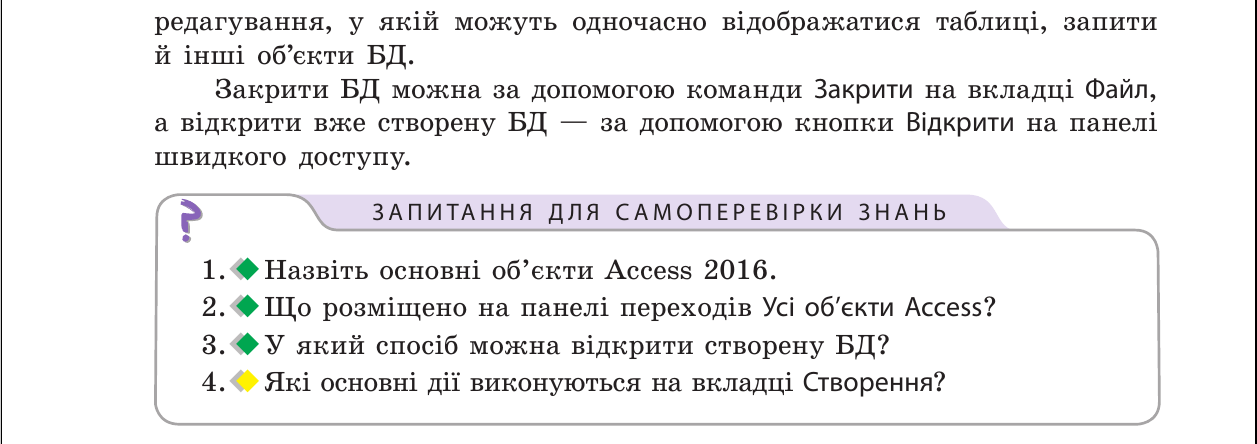 редагування, у якій можуть одночасно відображатися таблиці, запити
й інші об’єкти БД.
Закрити БД можна за допомогою команди Закрити на вкладці Файл,
а відкрити вже створену БД — за допомогою кнопки Відкрити на панелі
швидкого доступу.
?
ЗАПИТАННЯ ДЛЯ САМОПЕРЕВІРКИ ЗНАНЬ
1. Назвіть основні об’єкти Access 2016.
2. Що розміщено на панелі переходів Усі об’єкти Access?
3. У який спосіб можна відкрити створену БД?
4. Які основні дії виконуються на вкладці Створення?